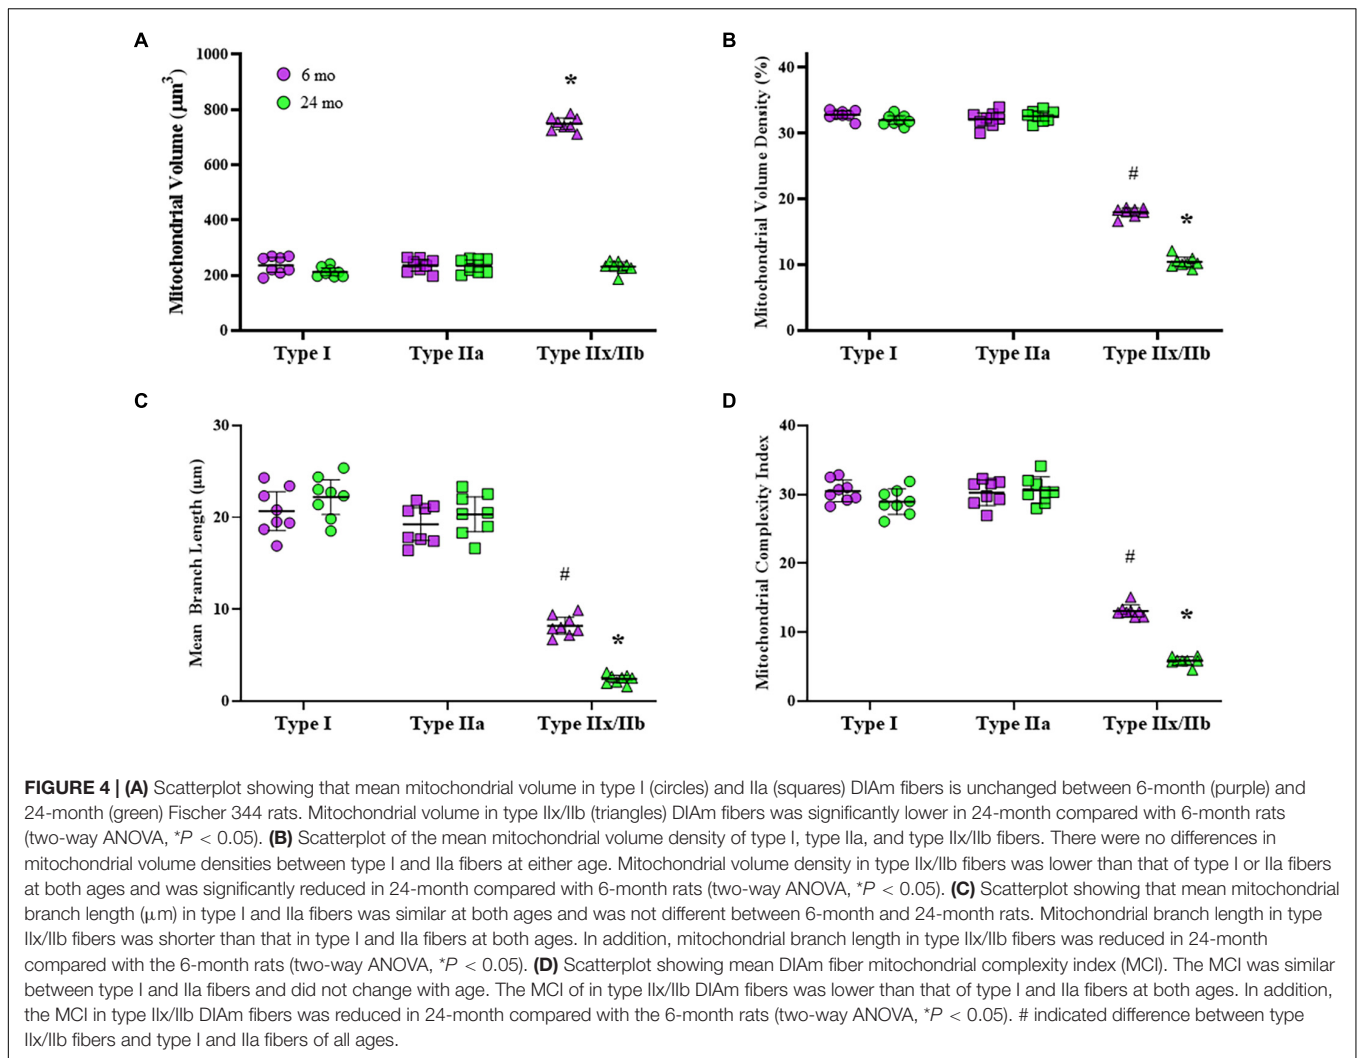 A
Mitochondrial Volume (µm³)
1000
800
600
400
200
0
6 mo
24 mo
*
Type I
Type IIa
Type IIx/IIb
B
Mitochondrial Volume Density (%)
40
30
20
10
0
#
*
Type I
Type IIa
Type IIx/IIb
C
Mean Branch Length (µm)
30
20
10
0
#
*
Type I
Type IIa
Type IIx/IIb
D
Mitochondrial Complexity Index
40
30
20
10
0
#
*
Type I
Type IIa
Type IIx/IIb
FIGURE 4 | (A) Scatterplot showing that mean mitochondrial volume in type I (circles) and IIa (squares) DIAm fibers is unchanged between 6-month (purple) and
24-month (green) Fischer 344 rats. Mitochondrial volume in type IIx/IIb (triangles) DIAm fibers was significantly lower in 24-month compared with 6-month rats
(two-way ANOVA, *P < 0.05). (B) Scatterplot of the mean mitochondrial volume density of type I, type IIa, and type IIx/IIb fibers. There were no differences in
mitochondrial volume densities between type I and IIa fibers at either age. Mitochondrial volume density in type IIx/IIb fibers was lower than that of type I or IIa fibers
at both ages and was significantly reduced in 24-month compared with 6-month rats (two-way ANOVA, *P < 0.05). (C) Scatterplot showing that mean mitochondrial
branch length (µm) in type I and IIa fibers was similar at both ages and was not different between 6-month and 24-month rats. Mitochondrial branch length in type
IIx/IIb fibers was shorter than that in type I and IIa fibers at both ages. In addition, mitochondrial branch length in type IIx/IIb fibers was reduced in 24-month
compared with the 6-month rats (two-way ANOVA, *P < 0.05). (D) Scatterplot showing mean DIAm fiber mitochondrial complexity index (MCI). The MCI was similar
between type I and IIa fibers and did not change with age. The MCI of in type IIx/IIb DIAm fibers was lower than that of type I and IIa fibers at both ages. In addition,
the MCI in type IIx/IIb DIAm fibers was reduced in 24-month compared with the 6-month rats (two-way ANOVA, *P < 0.05). # indicated difference between type
IIx/IIb fibers and type I and IIa fibers of all ages.